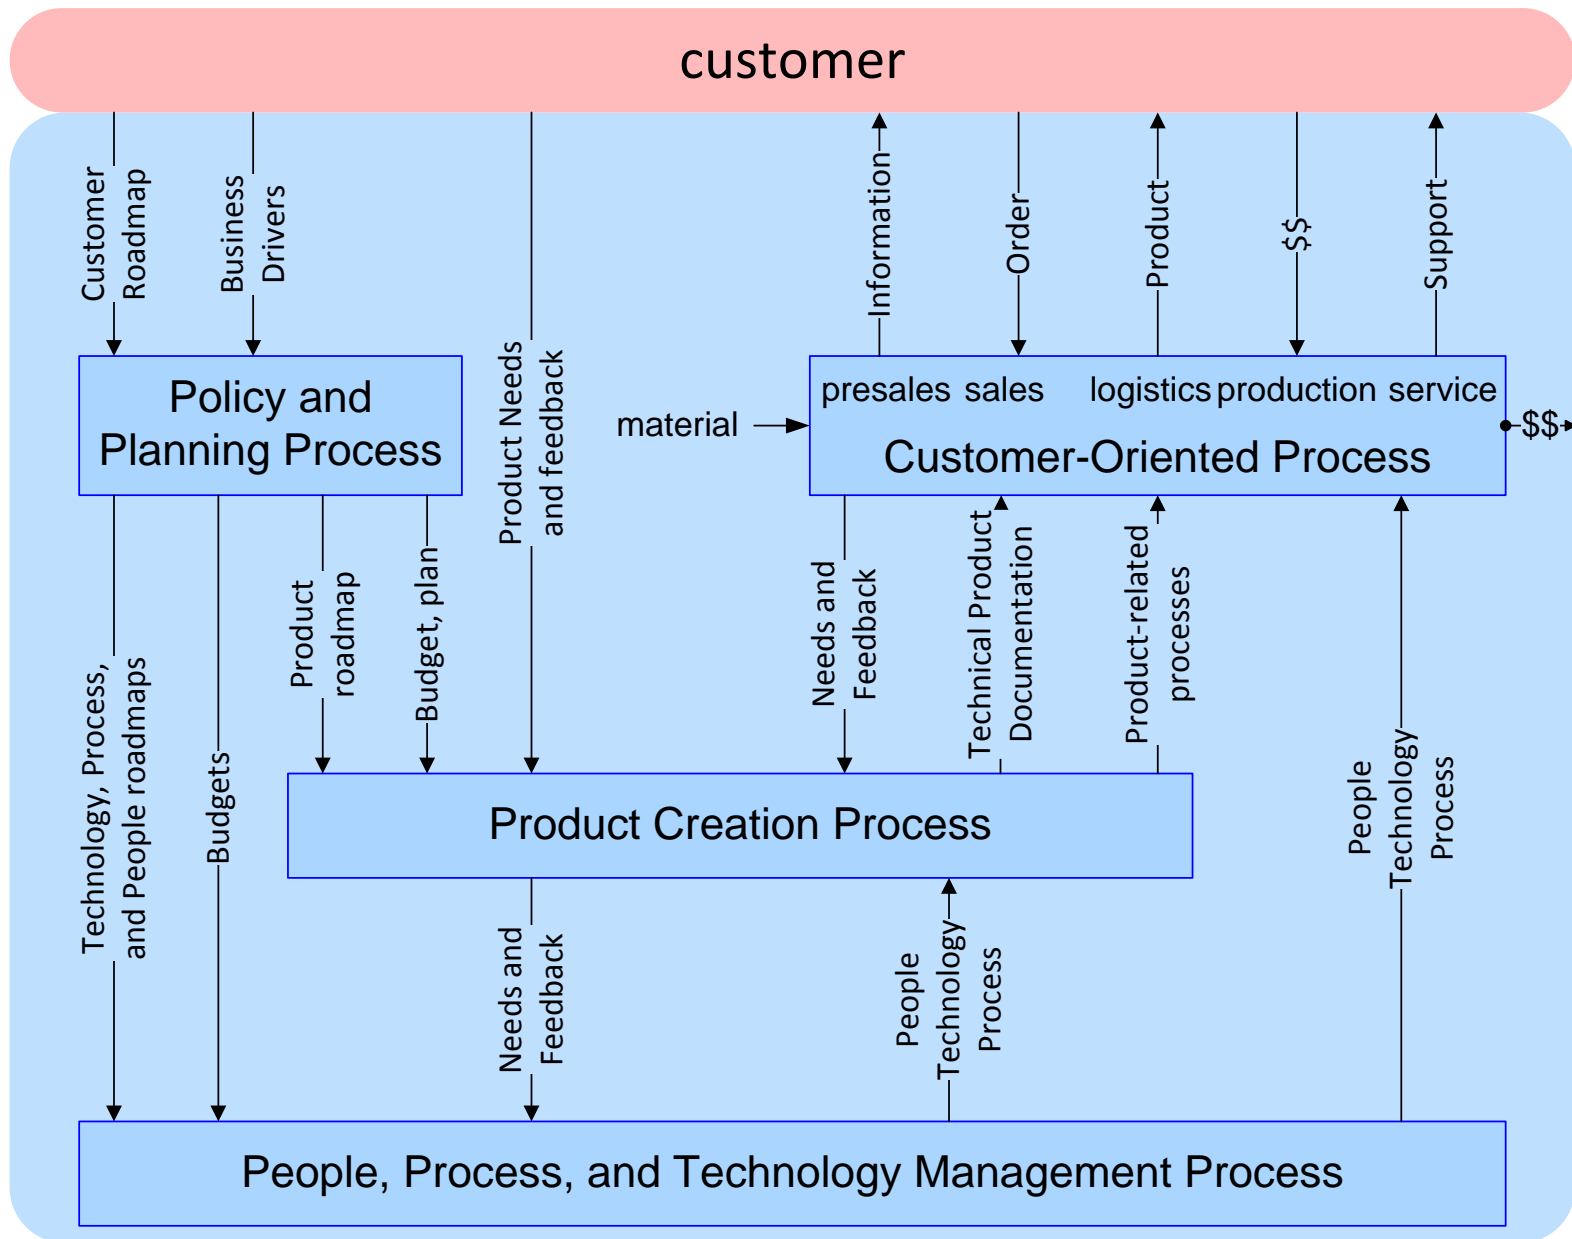 customer
Customer
Roadmap
Business
Drivers
Product Needs
and feedback
Information
Order
Product
$$
Support
Policy and
Planning Process
material
presales sales logistics production service
Customer-Oriented Process
$$
Technology, Process,
and People roadmaps
Budgets
Product
roadmap
Budget, plan
Needs and
Feedback
Technical Product
Documentation
Product-related
processes
People
Technology
Process
Product Creation Process
Needs and
Feedback
People
Technology
Process
People, Process, and Technology Management Process